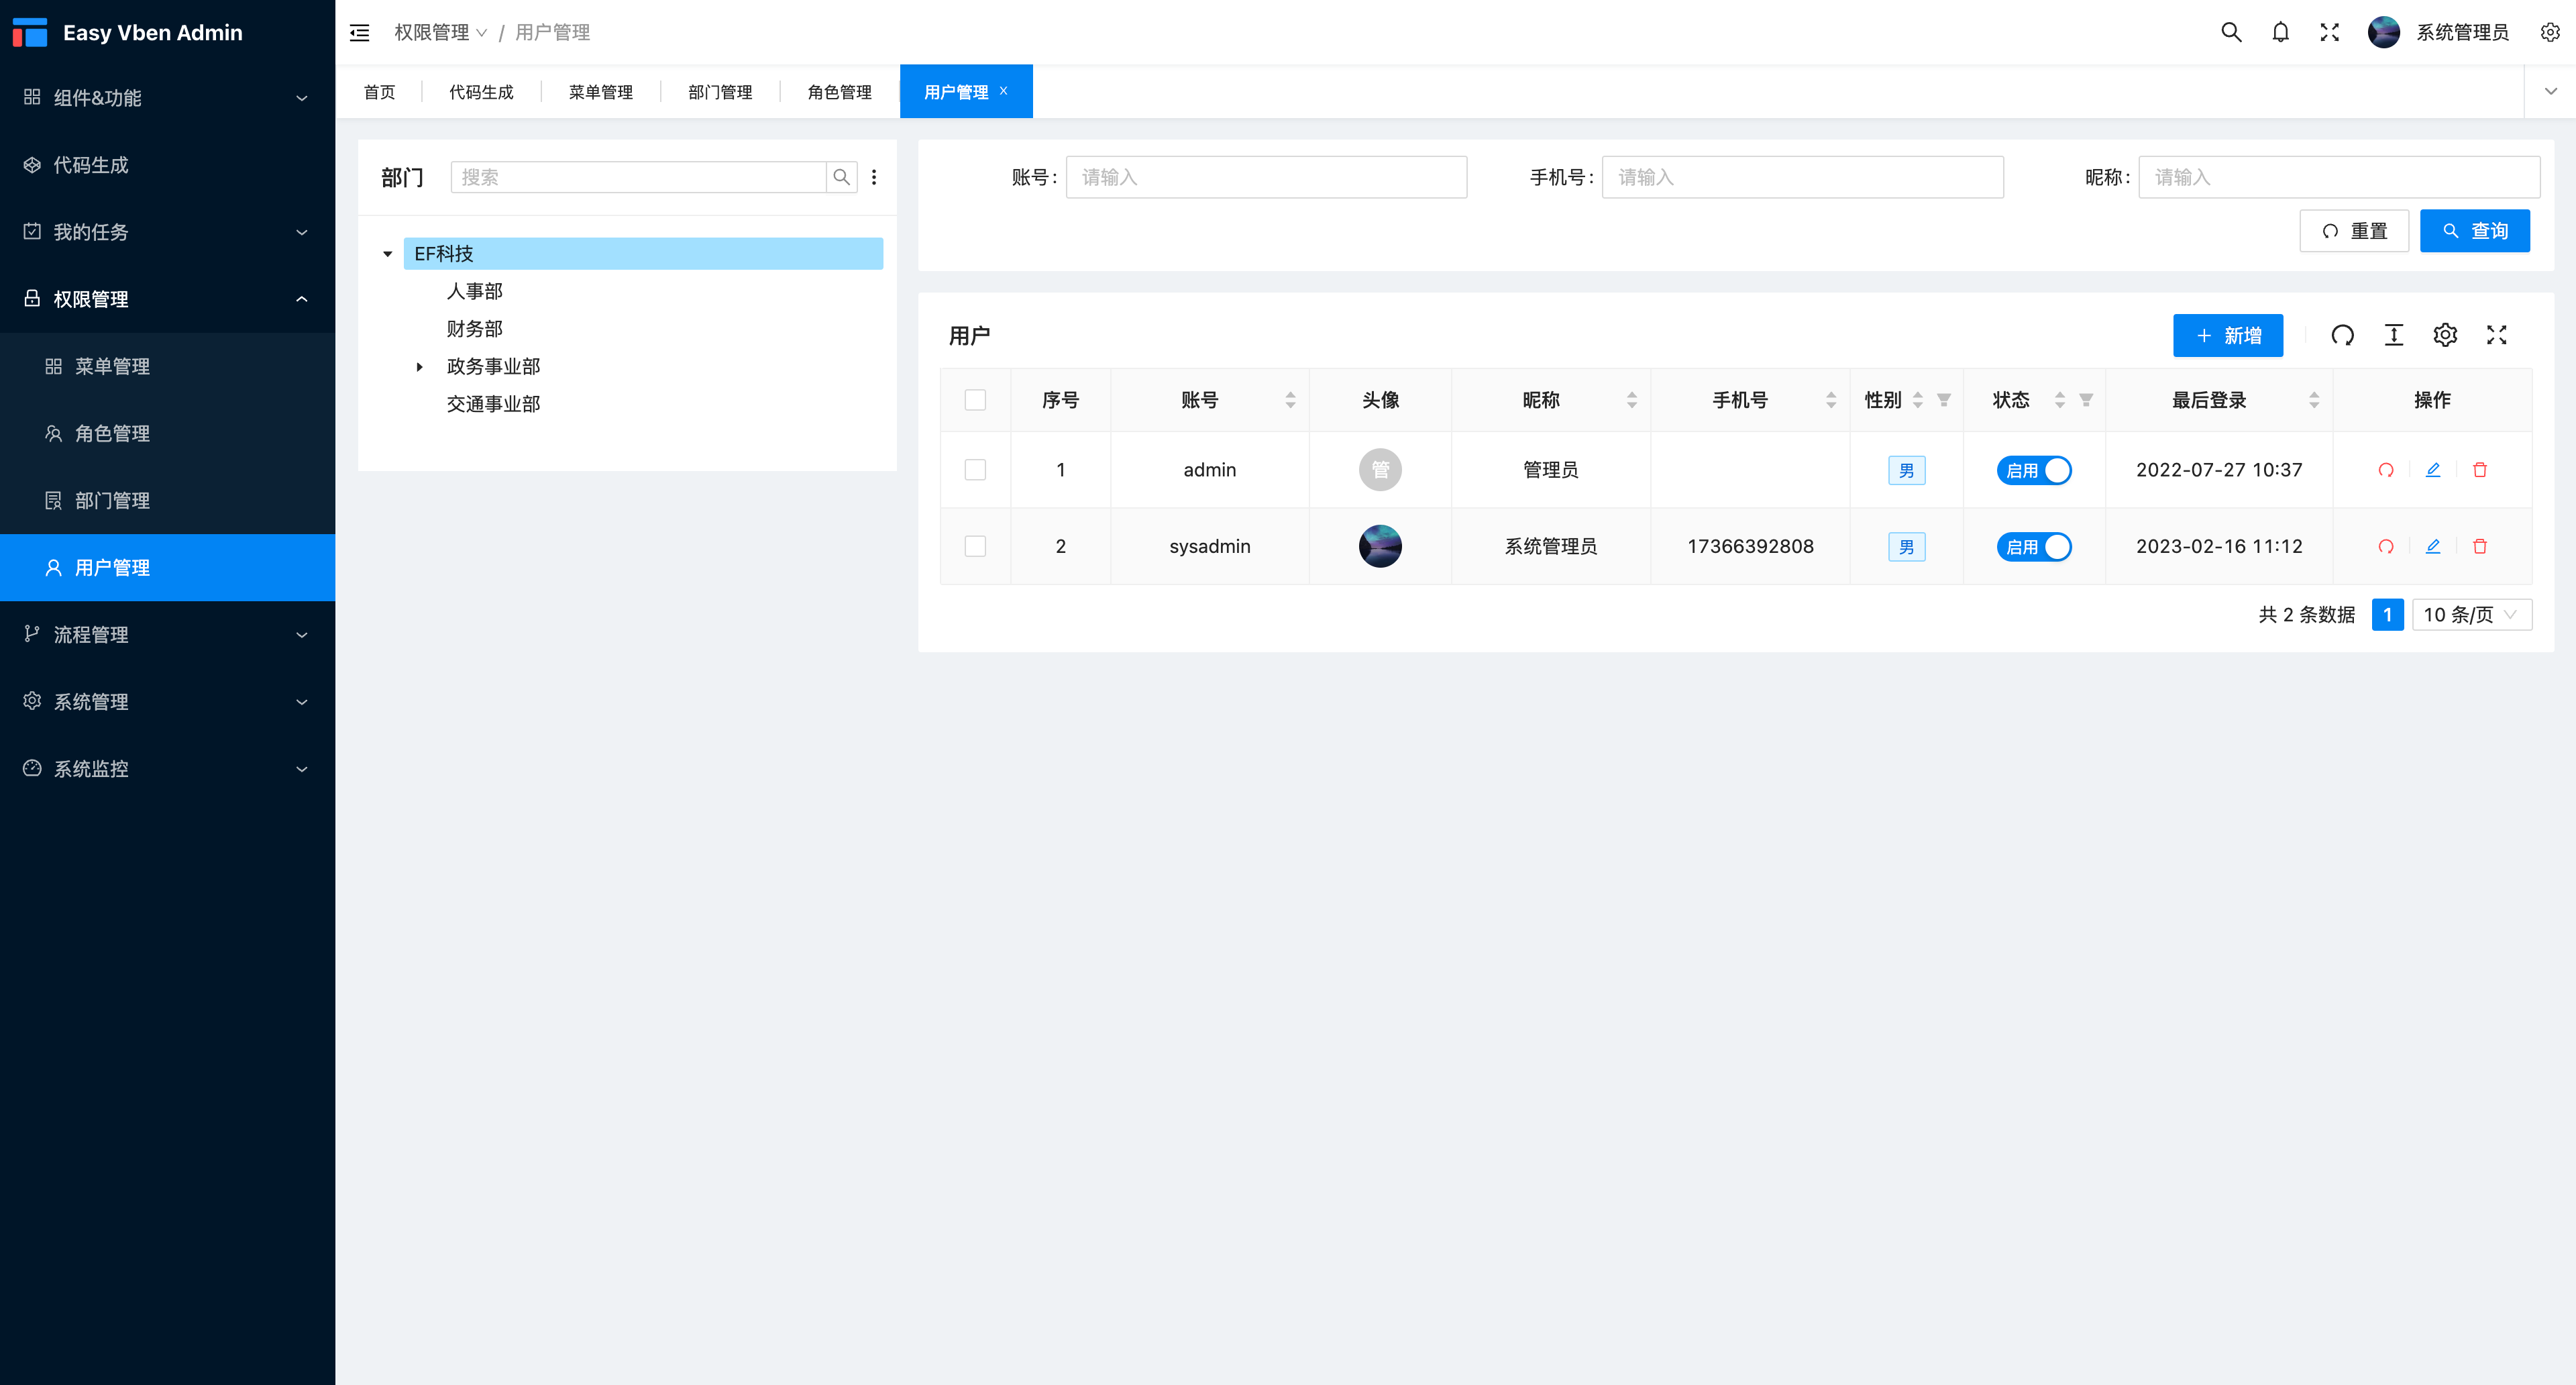 Easy Vben Admin
组件&功能
代码生成
我的任务
权限管理
菜单管理
角色管理
部门管理
用户管理
流程管理
系统管理
系统监控
权限管理 / 用户管理
系统管理员
首页 代码生成 菜单管理 部门管理 角色管理 用户管理
部门 搜索
EF科技
人事部
财务部
政务事业部
交通事业部
账号: 请输入 手机号: 请输入 昵称: 请输入
重置 查询
用户 新增
序号 账号 头像 昵称 手机号 性别 状态 最后登录 操作
1 admin 管 管理员 男 启用 2022-07-27 10:37
2 sysadmin 系统管理员 17366392808 男 启用 2023-02-16 11:12
共 2 条数据 1 10 条/页